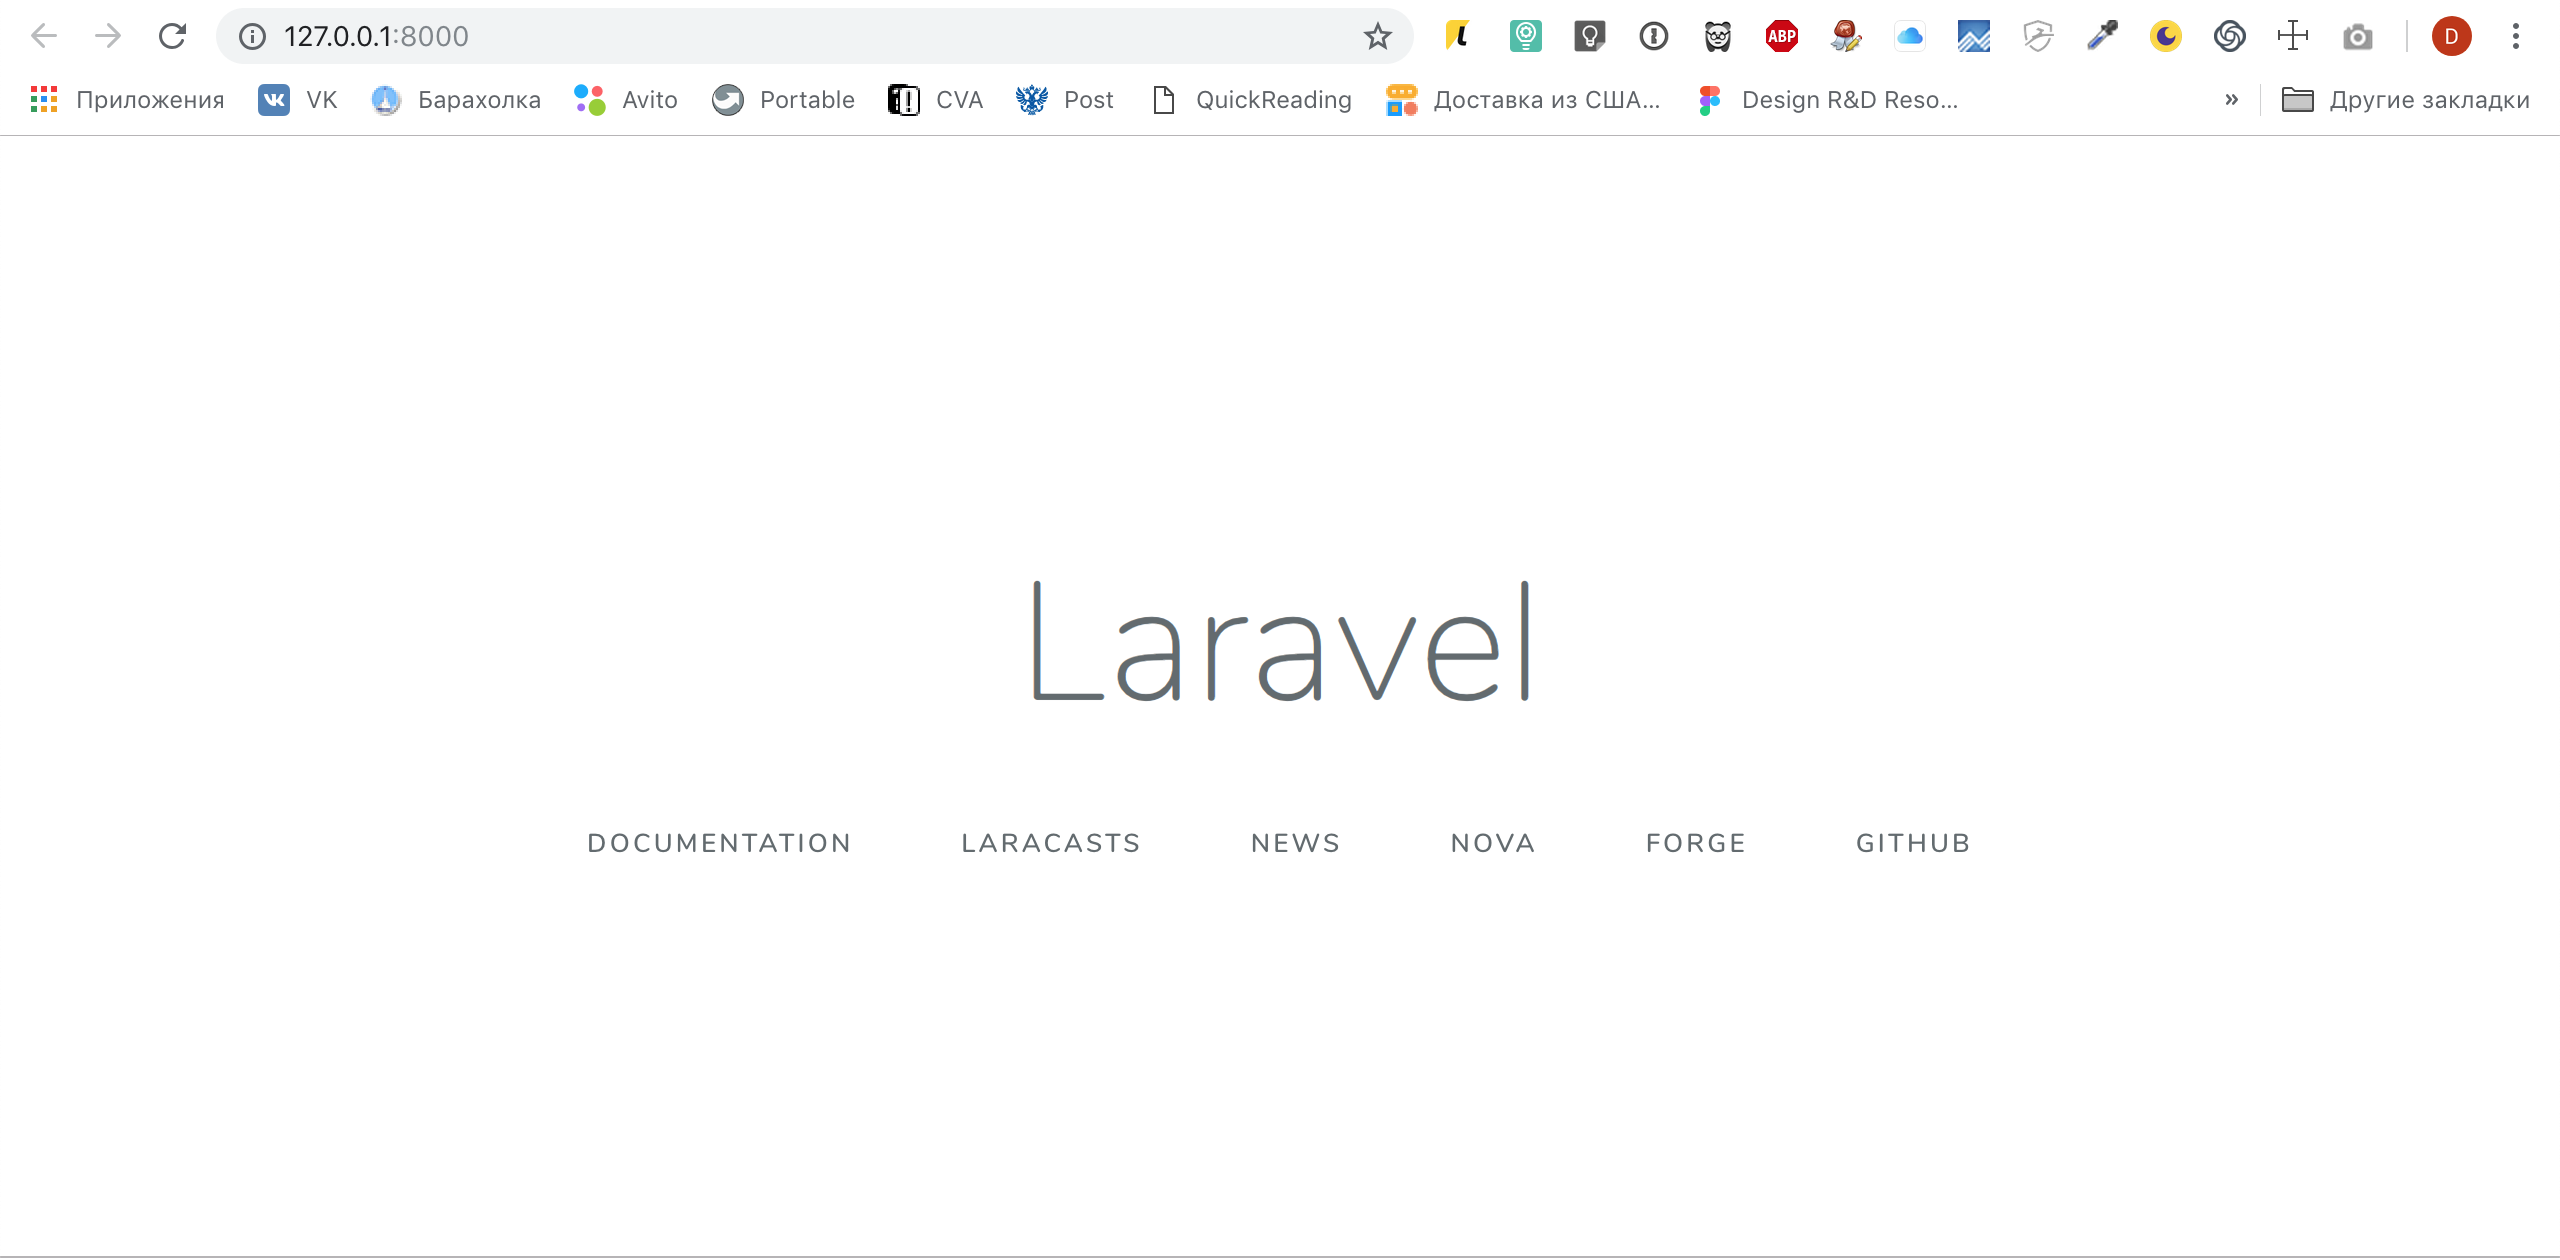 127.0.0.1:8000
ABP
D
Приложения VK Барахолка Avito Portable CVA Post QuickReading Доставка из США... Design R&D Reso... » Другие закладки
Laravel
DOCUMENTATION LARACASTS NEWS NOVA FORGE GITHUB